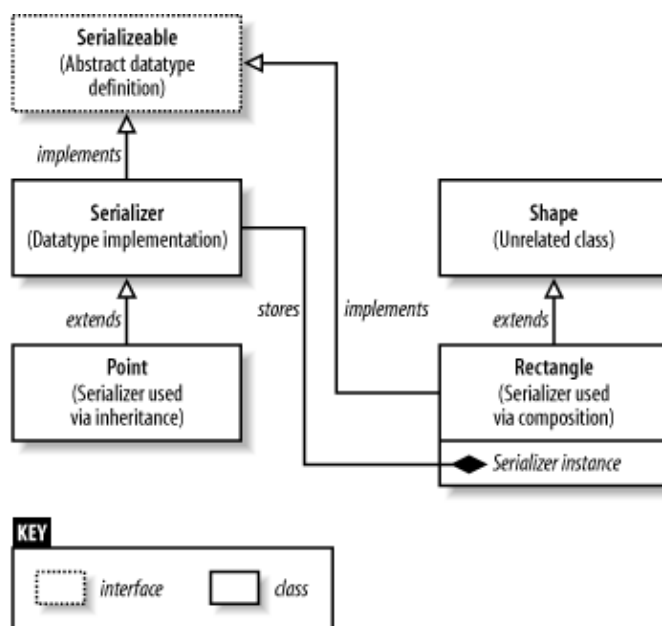 Serializeable
(Abstract datatype
definition)
implements
Serializer
(Datatype implementation)
Shape
(Unrelated class)
extends
stores
implements
extends
Point
(Serializer used
via inheritance)
Rectangle
(Serializer used
via composition)
Serializer instance
KEY
interface
class